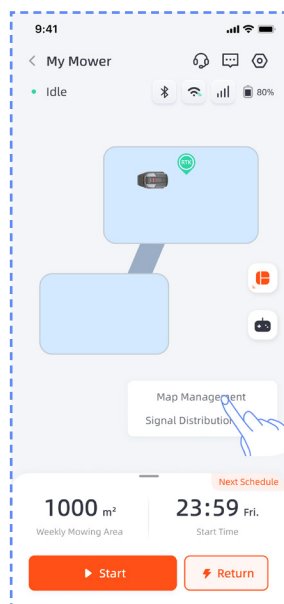 9:41
My Mower
Idle
80%
RTK
Map Management
Signal Distribution
Next Schedule
1000 m²
23:59 Fri.
Weekly Mowing Area
Start Time
Start
Return